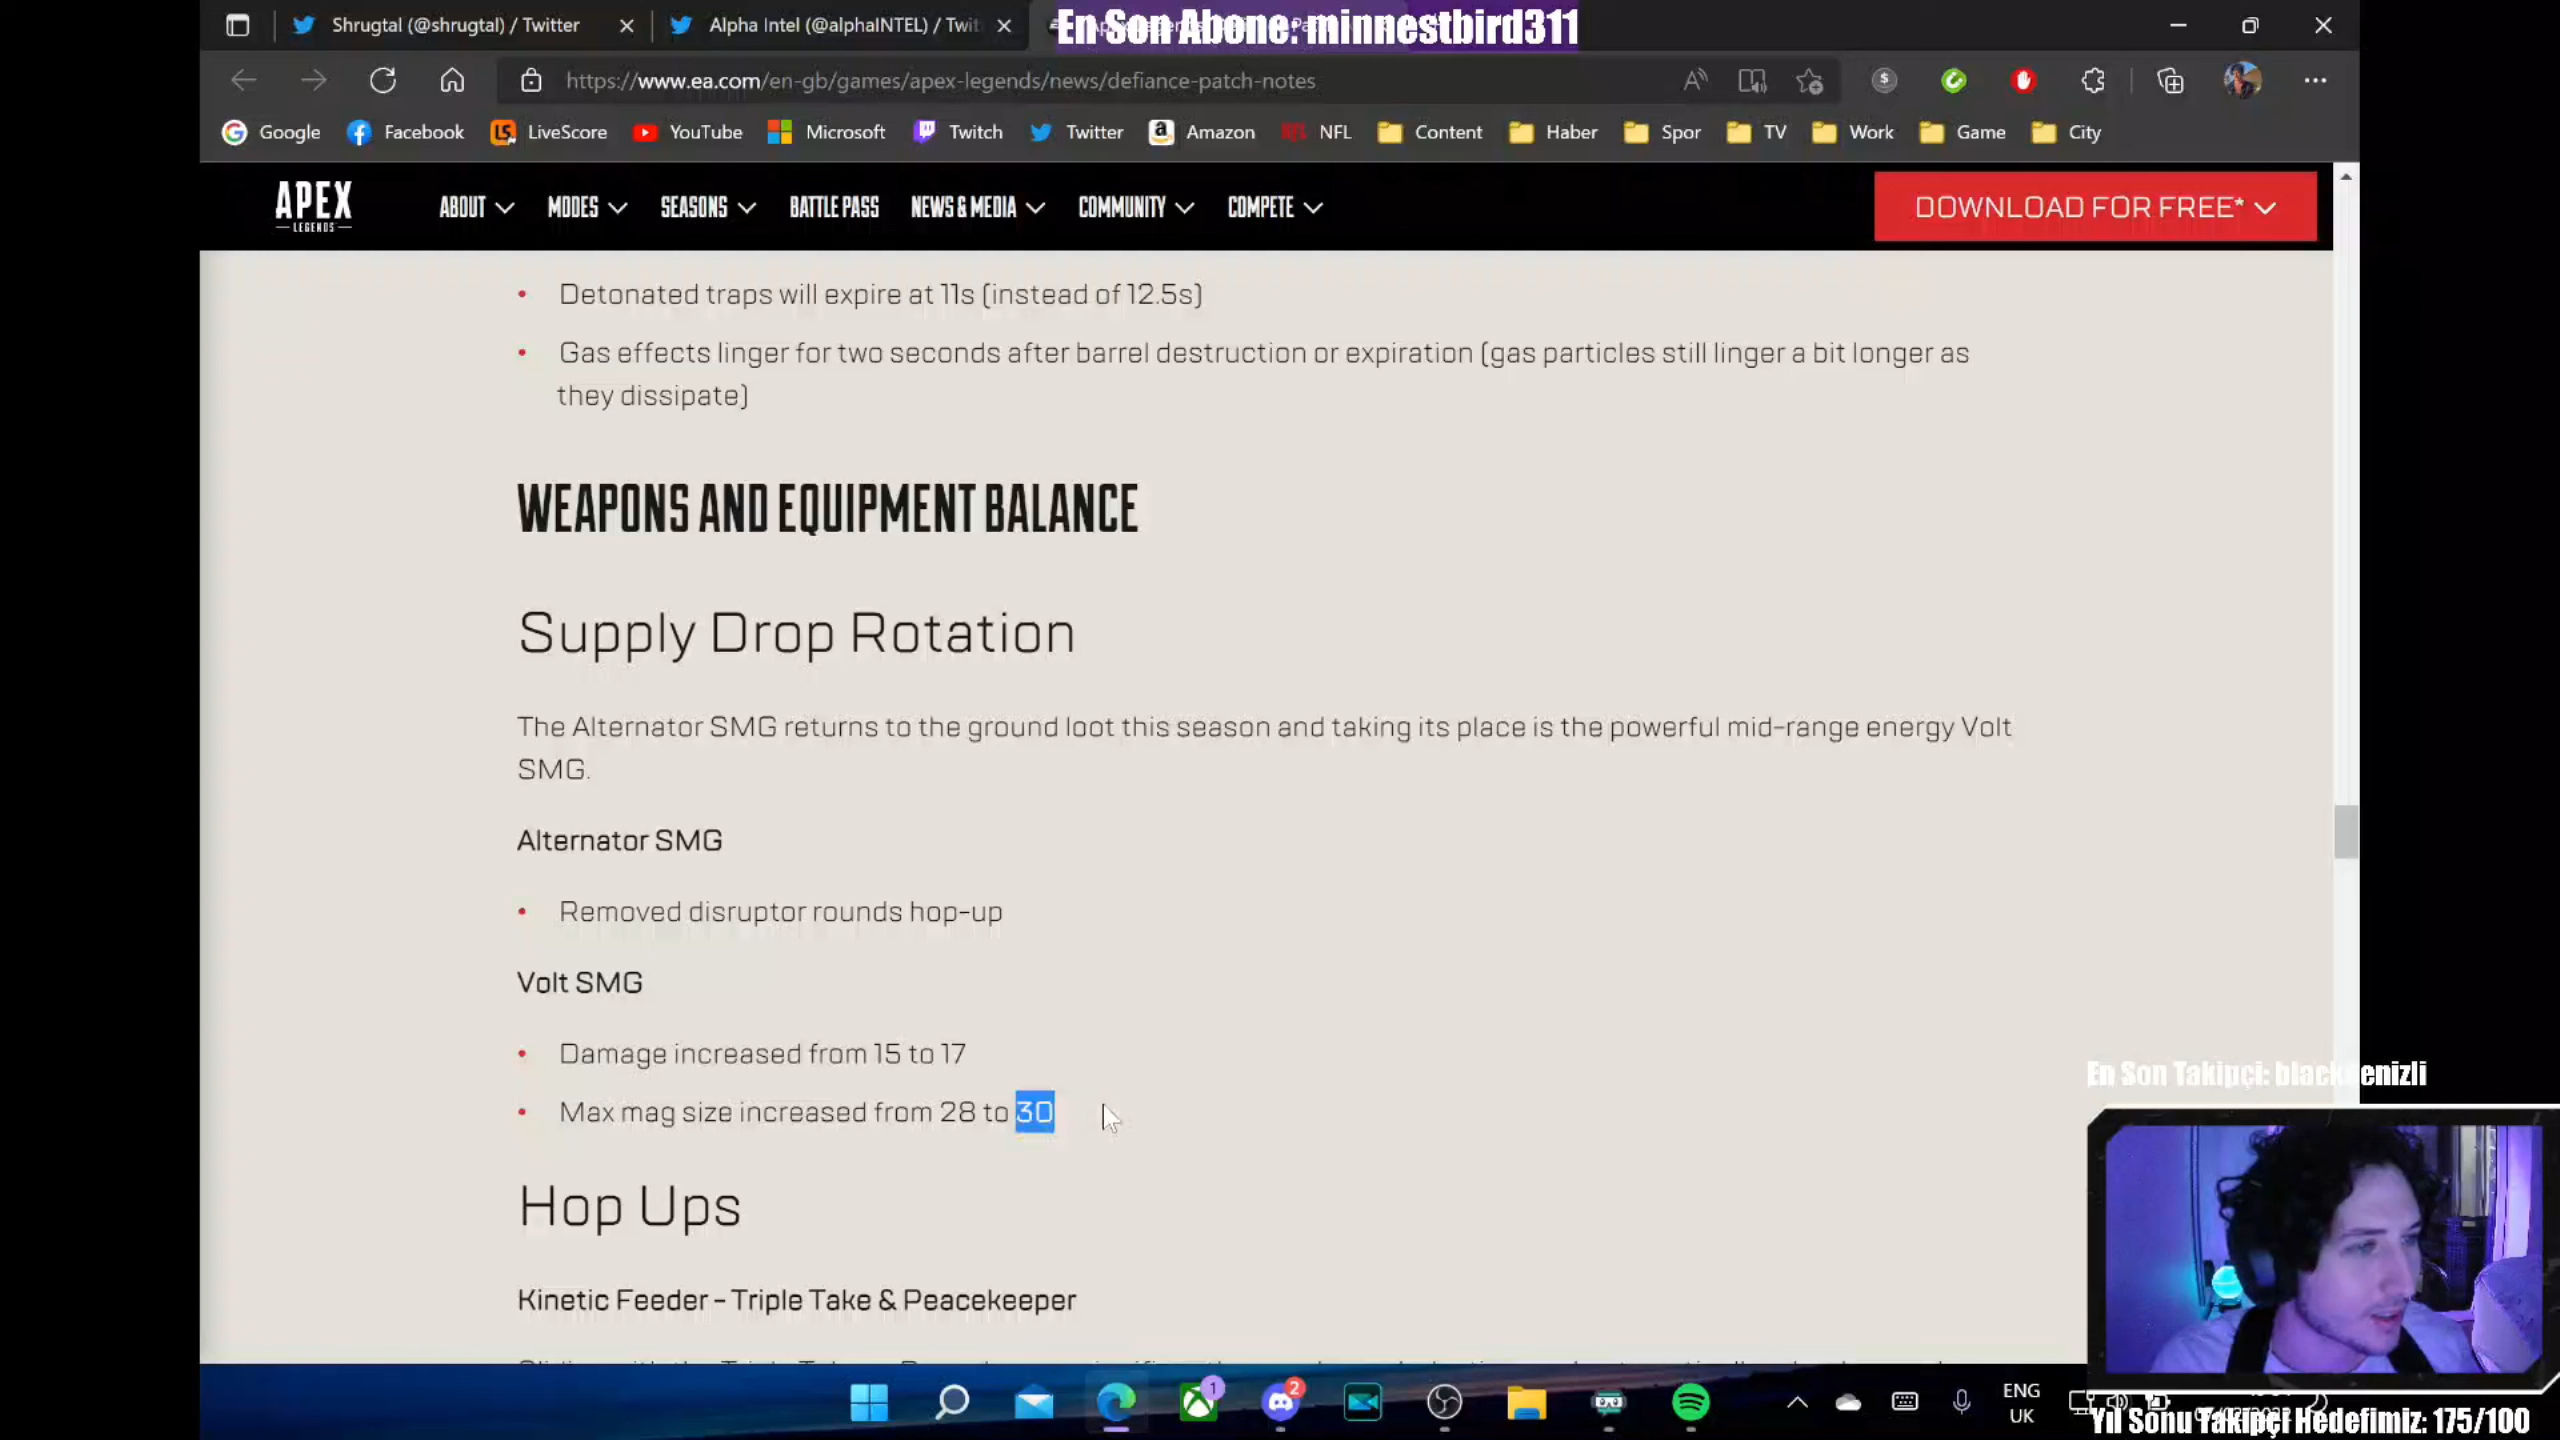 Shrugtal (@shrugtal) / Twitter
Alpha Intel (@alphaINTEL) / Twit
En Son Abone: minnestbird311
https://www.ea.com/en-gb/games/apex-legends/news/defiance-patch-notes
Google
Facebook
LiveScore
YouTube
Microsoft
Twitch
Twitter
Amazon
NFL
Content
Haber
Spor
TV
Work
Game
City
APEX
LEGENDS
ABOUT
MODES
SEASONS
BATTLE PASS
NEWS & MEDIA
COMMUNITY
COMPETE
DOWNLOAD FOR FREE*
• Detonated traps will expire at 11s (instead of 12.5s)
• Gas effects linger for two seconds after barrel destruction or expiration (gas particles still linger a bit longer as
they dissipate)
WEAPONS AND EQUIPMENT BALANCE
Supply Drop Rotation
The Alternator SMG returns to the ground loot this season and taking its place is the powerful mid-range energy Volt
SMG.
Alternator SMG
• Removed disruptor rounds hop-up
Volt SMG
• Damage increased from 15 to 17
• Max mag size increased from 28 to 30
Hop Ups
Kinetic Feeder - Triple Take & Peacekeeper
En Son Takipçi:
1
2
ENG
UK
Yıl Sonu Takipçi Hedefimiz: 175/100